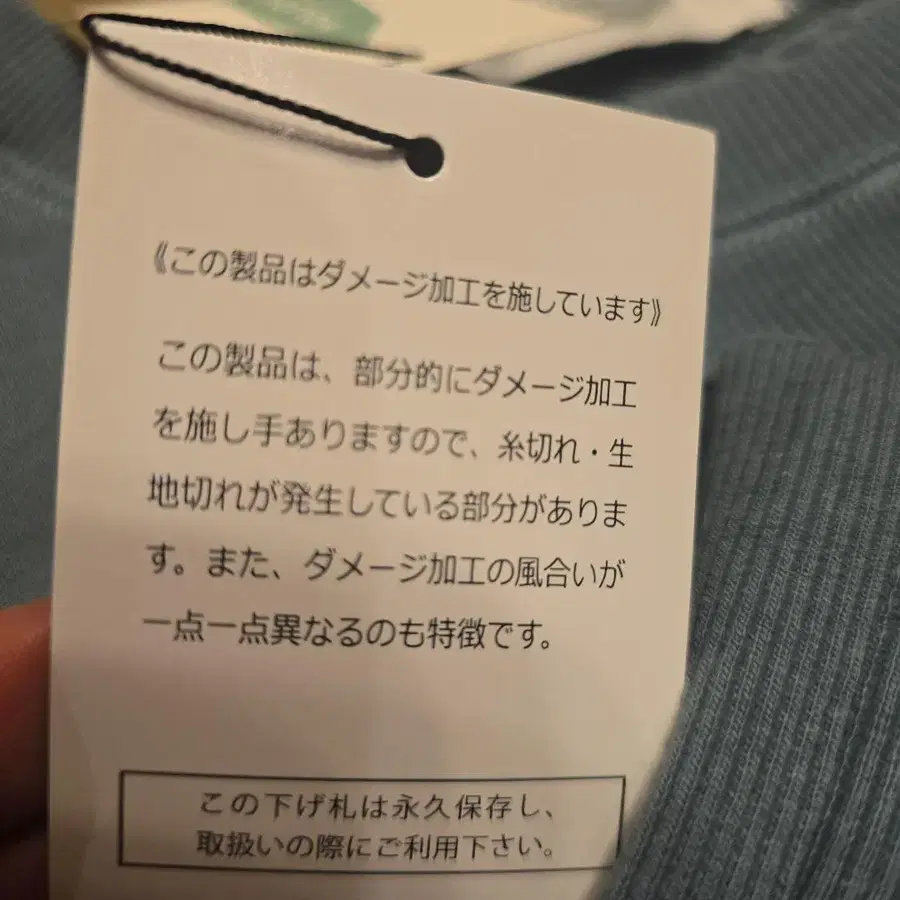 《この製品はダメージ加工を施しています》
この製品は、部分的にダメージ加工
を施し手ありますので、糸切れ・生
地切れが発生している部分がありま
す。また、ダメージ加工の風合いが
一点一点異なるのも特徴です。
この下げ札は永久保存し、
取扱いの際にご利用下さい。